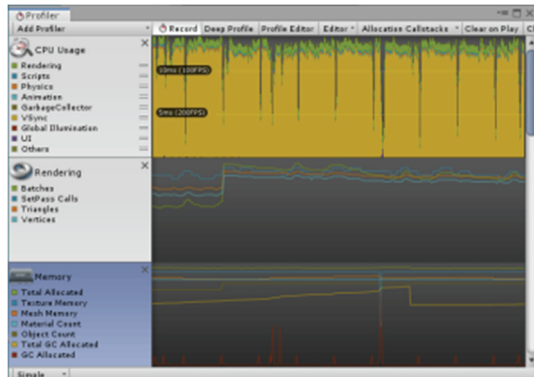 Profiler
Add Profiler Record Deep Profile Profile Editor Editor Allocation Callstacks Clear on Play Cl
CPU Usage
Rendering
Scripts
Physics
Animation
GarbageCollector
VSync
Global Illumination
UI
Others
10ms (100FPS)
5ms (200FPS)
Rendering
Batches
SetPass Calls
Triangles
Vertices
Memory
Total Allocated
Texture Memory
Mesh Memory
Material Count
Object Count
Total GC Allocated
GC Allocated
Simple